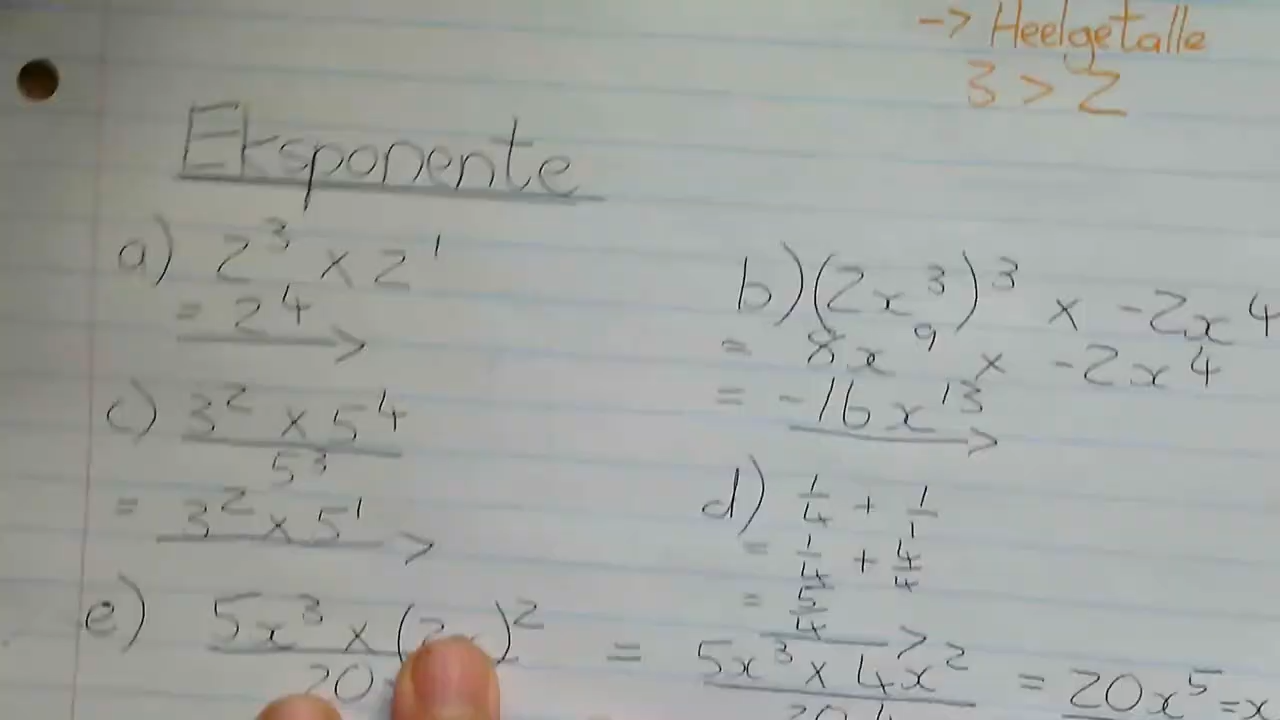 -> Heelgetalle
3 > 2
Eksponente
a) 2³ × 2¹
= 2⁴
b) (2x³)³ × -2x⁴
= 8x⁹ × -2x⁴
= -16x¹³
c) 3² × 5⁴
5³
= 3² × 5¹
d) 1/4 + 1/1
= 1/4 + 4/4
= 5/4
e) 5x³ × (2x)² = 5x³ × 4x² = 20x⁵ = x
20